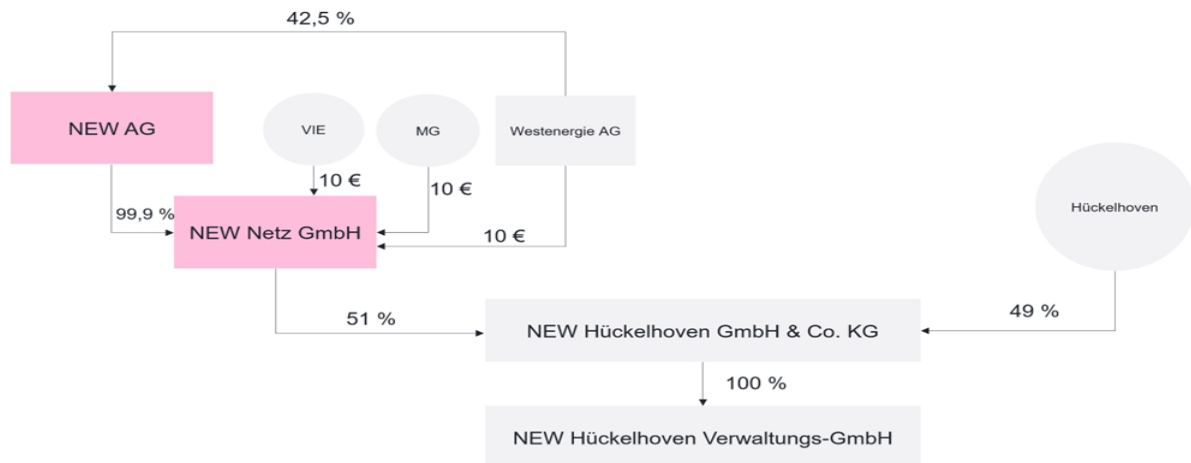 42,5 %
NEW AG
VIE
MG
Westenergie AG
10 €
10 €
99,9 %
Hückelhoven
NEW Netz GmbH
10 €
51 %
49 %
NEW Hückelhoven GmbH & Co. KG
100 %
NEW Hückelhoven Verwaltungs-GmbH